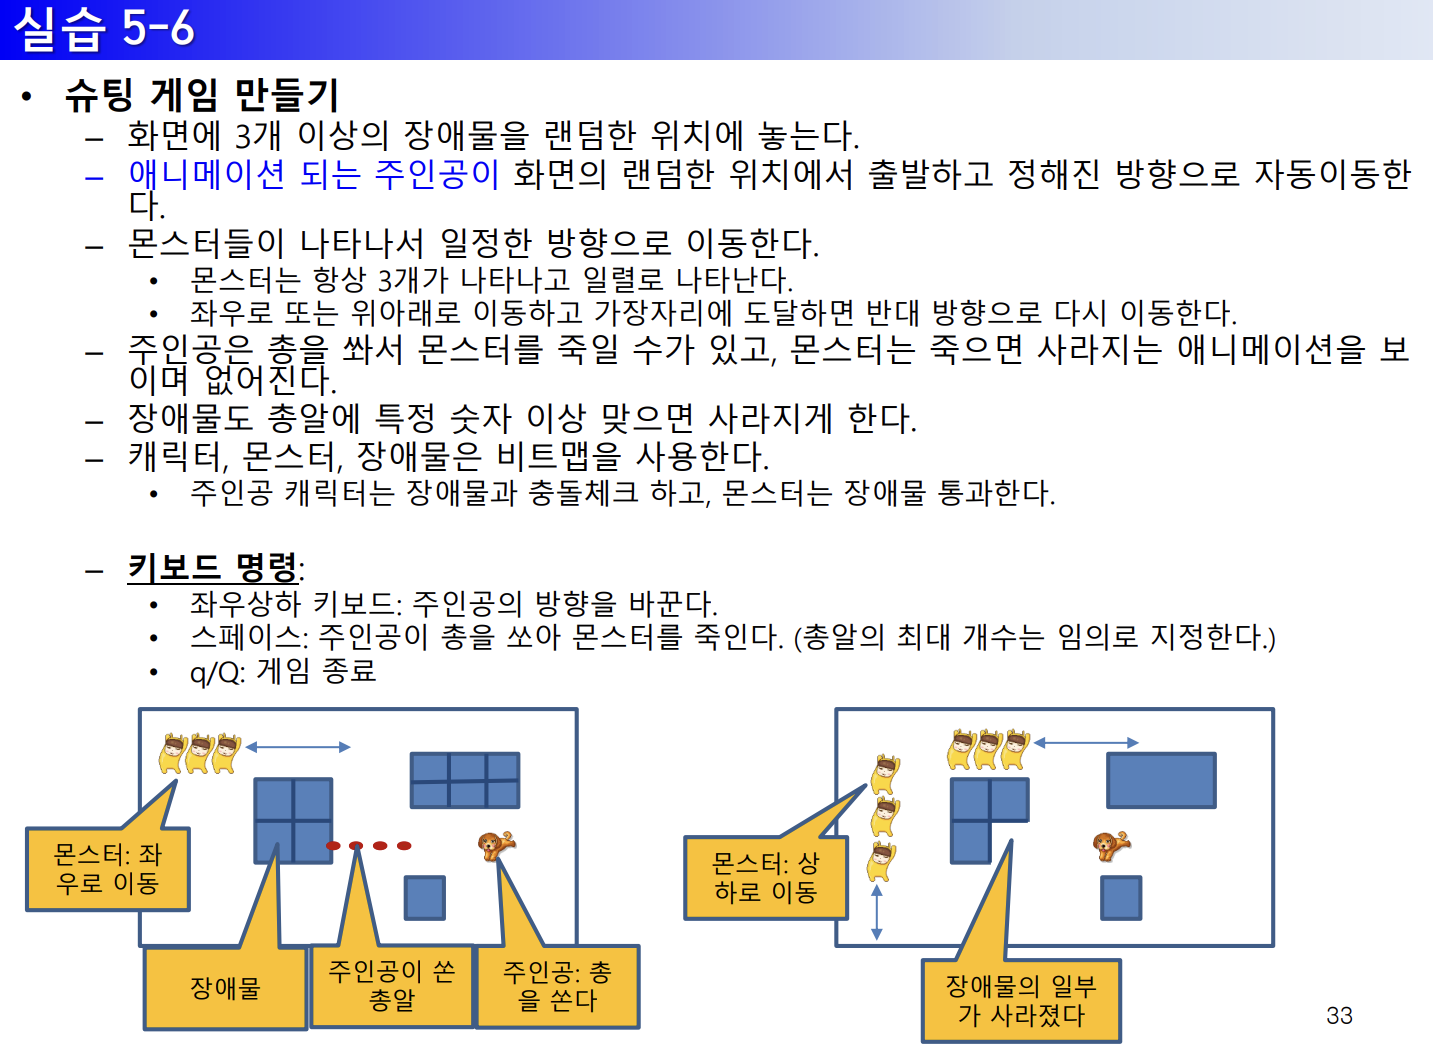 실습 5-6
• 슈팅 게임 만들기
– 화면에 3개 이상의 장애물을 랜덤한 위치에 놓는다.
– 애니메이션 되는 주인공이 화면의 랜덤한 위치에서 출발하고 정해진 방향으로 자동이동한
다.
– 몬스터들이 나타나서 일정한 방향으로 이동한다.
• 몬스터는 항상 3개가 나타나고 일렬로 나타난다.
• 좌우로 또는 위아래로 이동하고 가장자리에 도달하면 반대 방향으로 다시 이동한다.
– 주인공은 총을 쏴서 몬스터를 죽일 수가 있고, 몬스터는 죽으면 사라지는 애니메이션을 보
이며 없어진다.
– 장애물도 총알에 특정 숫자 이상 맞으면 사라지게 한다.
– 캐릭터, 몬스터, 장애물은 비트맵을 사용한다.
• 주인공 캐릭터는 장애물과 충돌체크 하고, 몬스터는 장애물 통과한다.
– 키보드 명령:
• 좌우상하 키보드: 주인공의 방향을 바꾼다.
• 스페이스: 주인공이 총을 쏘아 몬스터를 죽인다. (총알의 최대 개수는 임의로 지정한다.)
• q/Q: 게임 종료
몬스터: 좌
우로 이동
장애물
주인공이 쏜
총알
주인공: 총
을 쏜다
몬스터: 상
하로 이동
장애물의 일부
가 사라졌다
33